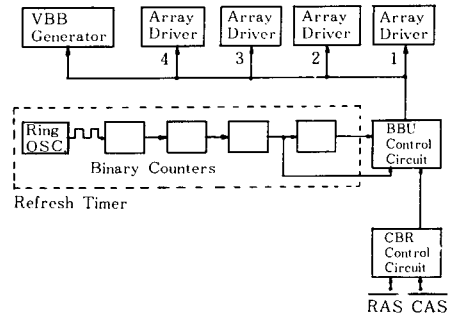 VBB
Generator
Array
Driver
4
Array
Driver
3
Array
Driver
2
Array
Driver
1
Ring
OSC.
Binary Counters
BBU
Control
Circuit
Refresh Timer
CBR
Control
Circuit
RAS CAS